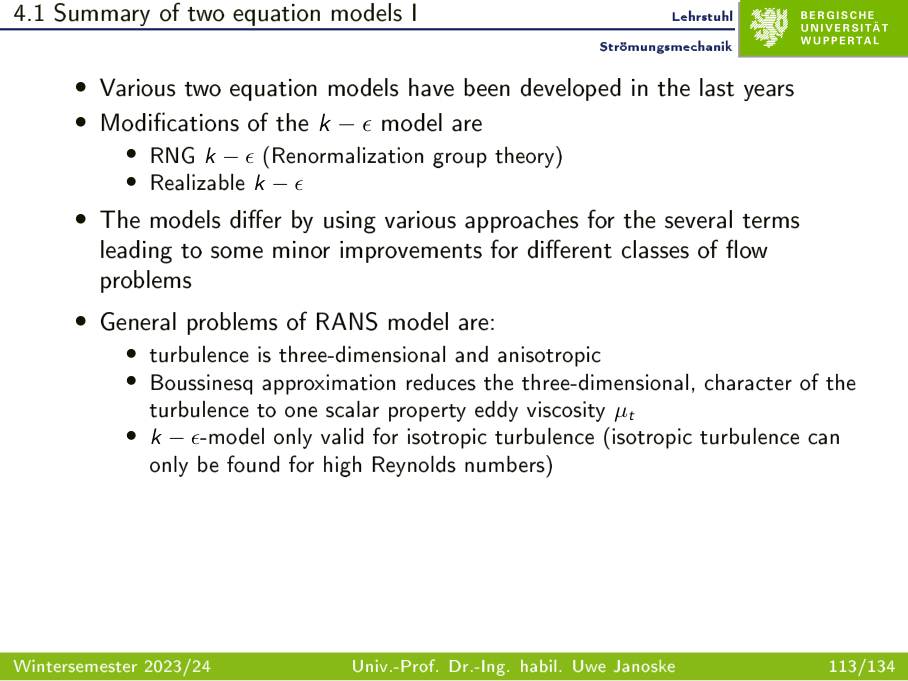 4.1 Summary of two equation models I
Lehrstuhl
Strömungsmechanik
BERGISCHE
UNIVERSITÄT
WUPPERTAL
• Various two equation models have been developed in the last years
• Modifications of the k − ϵ model are
• RNG k − ϵ (Renormalization group theory)
• Realizable k − ϵ
• The models differ by using various approaches for the several terms
leading to some minor improvements for different classes of flow
problems
• General problems of RANS model are:
• turbulence is three-dimensional and anisotropic
• Boussinesq approximation reduces the three-dimensional, character of the
turbulence to one scalar property eddy viscosity μt
• k − ϵ-model only valid for isotropic turbulence (isotropic turbulence can
only be found for high Reynolds numbers)
Wintersemester 2023/24
Univ.-Prof. Dr.-Ing. habil. Uwe Janoske
113/134